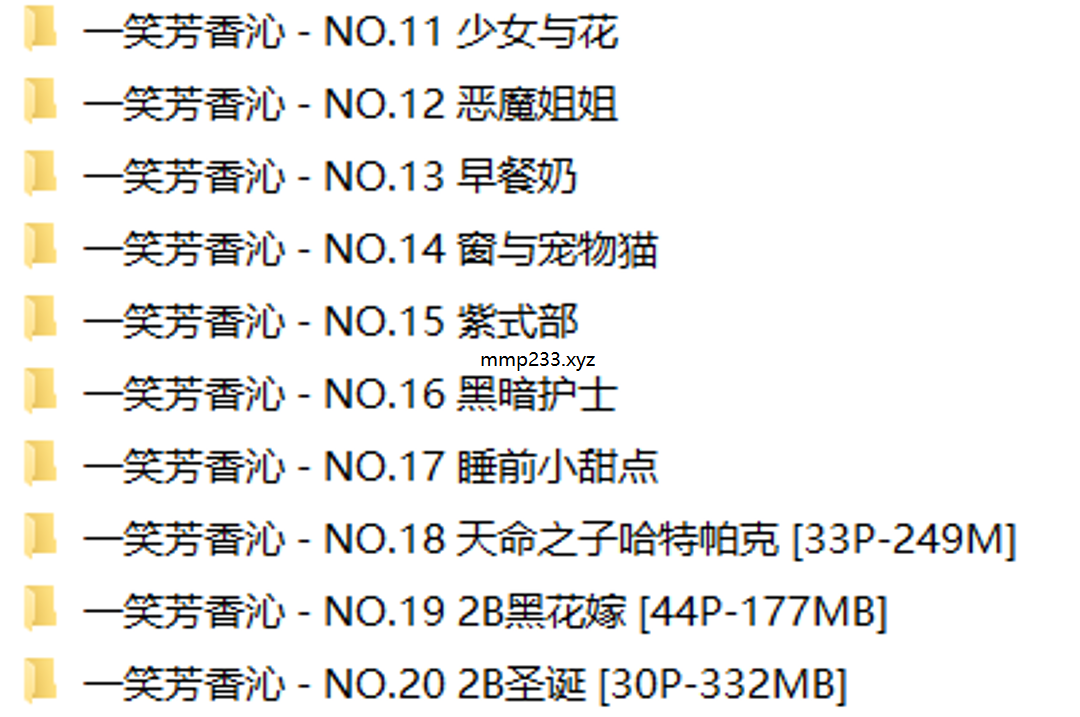 一笑芳香沁 - NO.11 少女与花
一笑芳香沁 - NO.12 恶魔姐姐
一笑芳香沁 - NO.13 早餐奶
一笑芳香沁 - NO.14 窗与宠物猫
一笑芳香沁 - NO.15 紫式部
mmp233.xyz
一笑芳香沁 - NO.16 黑暗护士
一笑芳香沁 - NO.17 睡前小甜点
一笑芳香沁 - NO.18 天命之子哈特帕克 [33P-249M]
一笑芳香沁 - NO.19 2B黑花嫁 [44P-177MB]
一笑芳香沁 - NO.20 2B圣诞 [30P-332MB]